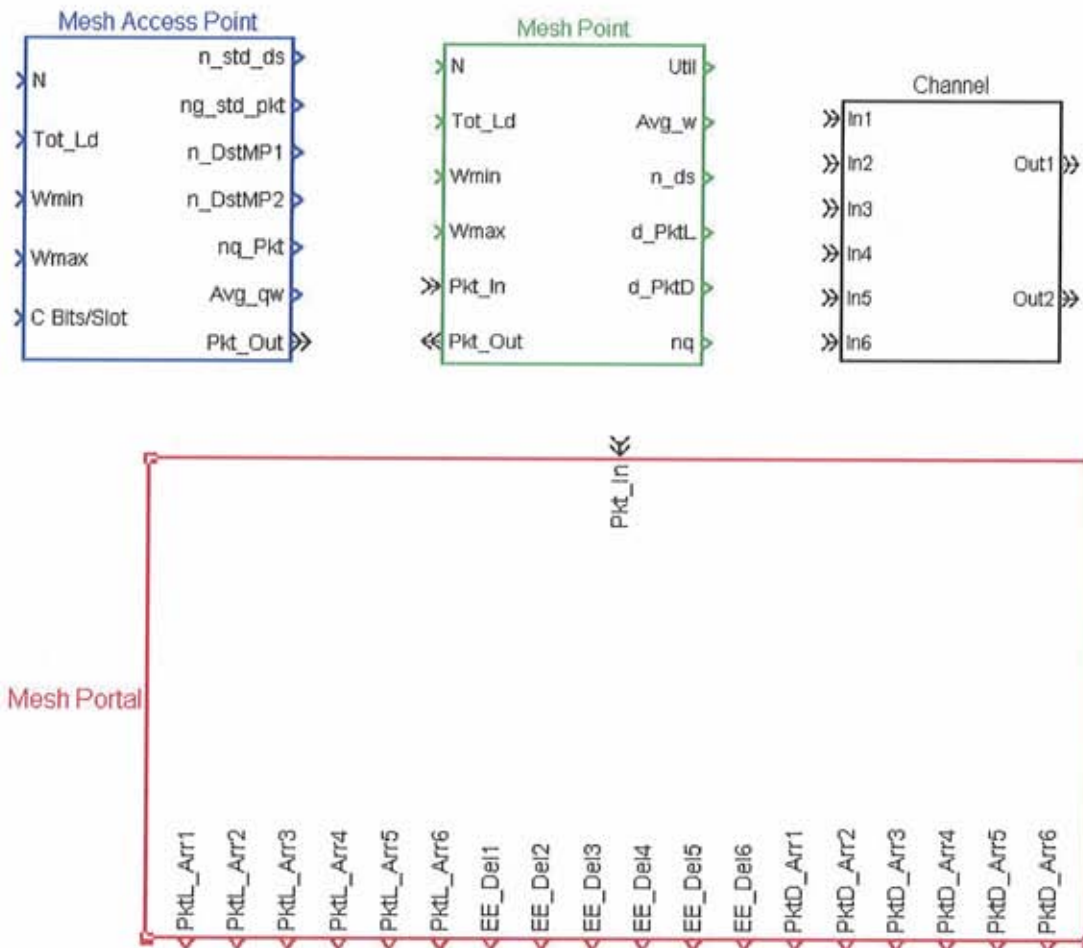 Mesh Access Point
N
Tot_Ld
Wmin
Wmax
C Bits/Slot
n_std_ds
ng_std_pkt
n_DstMP1
n_DstMP2
nq_Pkt
Avg_qw
Pkt_Out
Mesh Point
N
Tot_Ld
Wmin
Wmax
Pkt_In
Pkt_Out
Util
Avg_w
n_ds
d_PktL
d_PktD
nq
Channel
In1
In2
In3
In4
In5
In6
Out1
Out2
Mesh Portal
Pkt_In
PktL_Arr1
PktL_Arr2
PktL_Arr3
PktL_Arr4
PktL_Arr5
PktL_Arr6
EE_Del1
EE_Del2
EE_Del3
EE_Del4
EE_Del5
EE_Del6
PktD_Arr1
PktD_Arr2
PktD_Arr3
PktD_Arr4
PktD_Arr5
PktD_Arr6